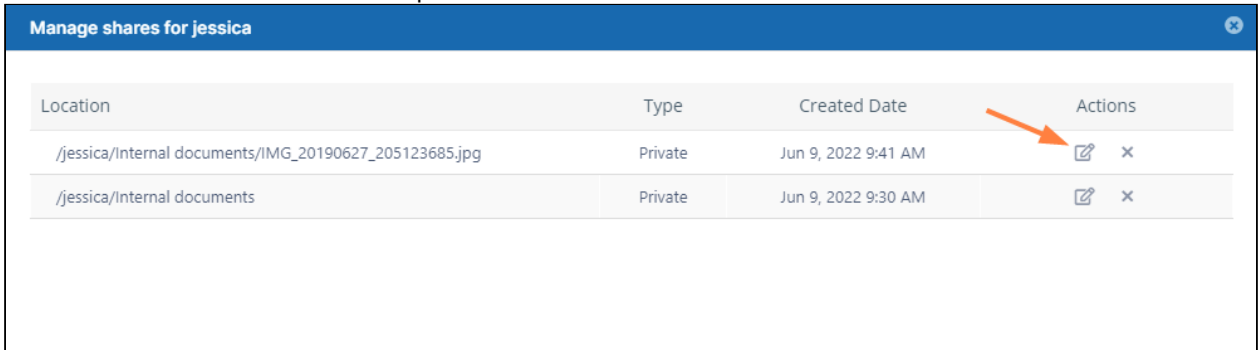 Manage shares for jessica
Location Type Created Date Actions
/jessica/Internal documents/IMG_20190627_205123685.jpg Private Jun 9, 2022 9:41 AM
/jessica/Internal documents Private Jun 9, 2022 9:30 AM